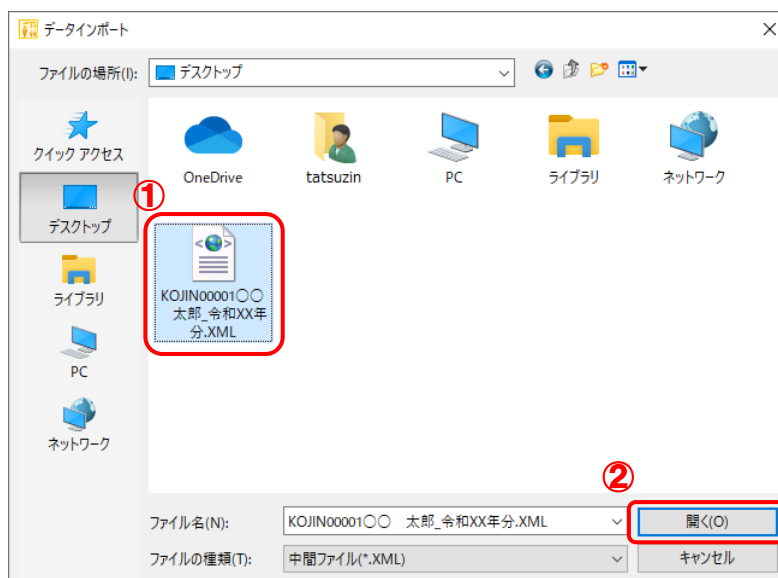 データインポート
ファイルの場所(I):
デスクトップ
クイック アクセス
デスクトップ
ライブラリ
PC
ネットワーク
OneDrive
tatsuzin
PC
ライブラリ
ネットワーク
①
KOJIN00001〇〇
太郎_令和XX年
分.XML
②
ファイル名(N):
KOJIN00001〇〇　太郎_令和XX年分.XML
開く(O)
ファイルの種類(T):
中間ファイル(*.XML)
キャンセル